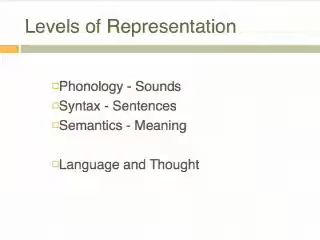 Levels of Representation
Phonology - Sounds
Syntax - Sentences
Semantics - Meaning
Language and Thought